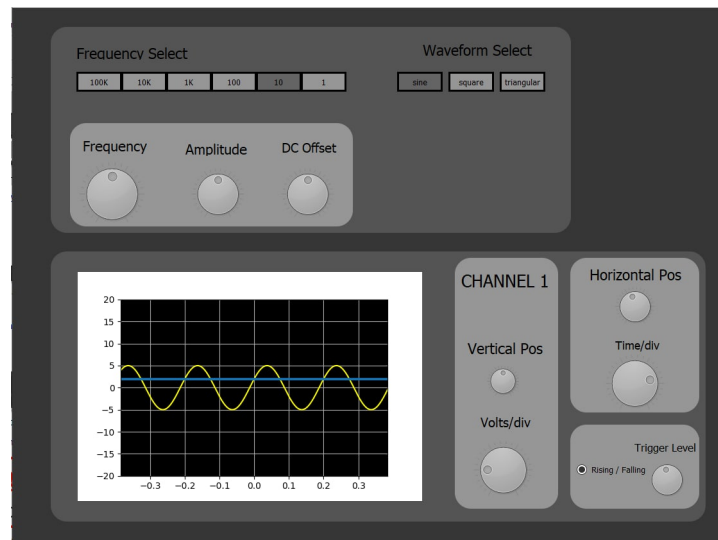 Frequency Select
Waveform Select
100K 10K 1K 100 10 1
sine square triangular
Frequency Amplitude DC Offset
CHANNEL 1
Horizontal Pos
Vertical Pos
Time/div
Volts/div
Trigger Level
Rising / Falling
20
15
10
5
0
−5
−10
−15
−20
−0.3 −0.2 −0.1 0.0 0.1 0.2 0.3